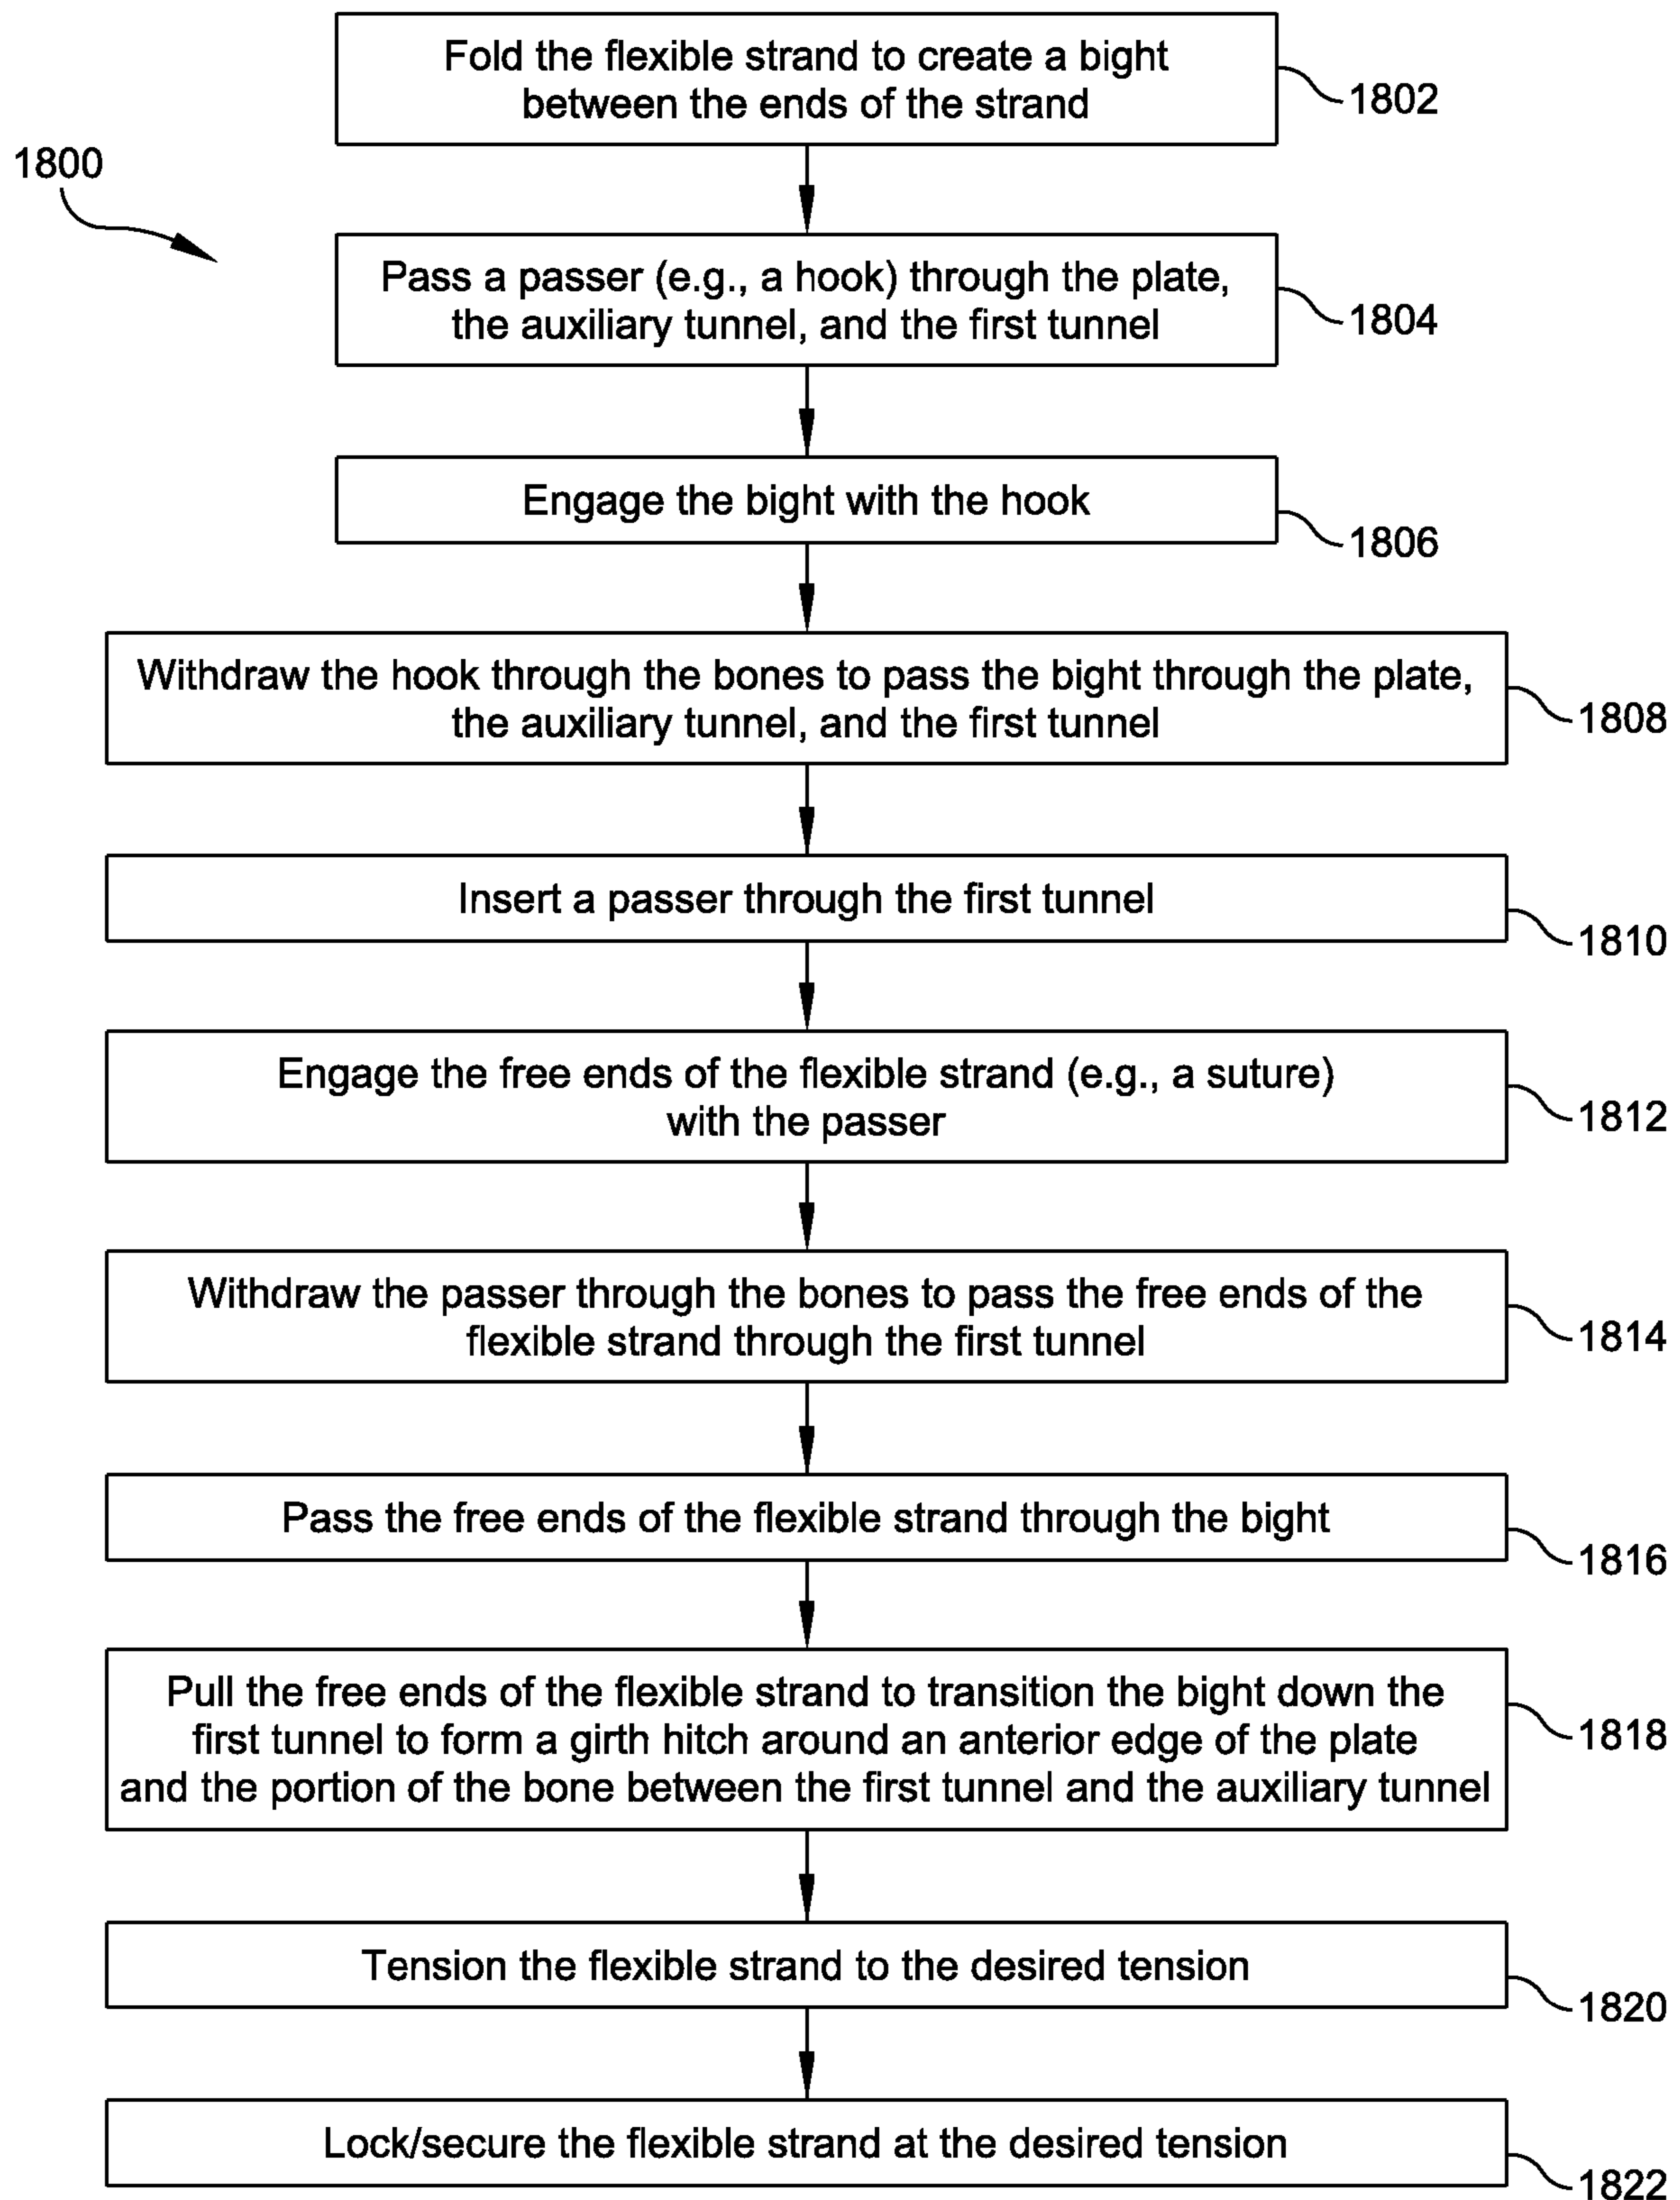 Fold the flexible strand to create a bight
between the ends of the strand
1802
1800
Pass a passer (e.g., a hook) through the plate,
the auxiliary tunnel, and the first tunnel
1804
Engage the bight with the hook
1806
Withdraw the hook through the bones to pass the bight through the plate,
the auxiliary tunnel, and the first tunnel
1808
Insert a passer through the first tunnel
1810
Engage the free ends of the flexible strand (e.g., a suture)
with the passer
1812
Withdraw the passer through the bones to pass the free ends of the
flexible strand through the first tunnel
1814
Pass the free ends of the flexible strand through the bight
1816
Pull the free ends of the flexible strand to transition the bight down the
first tunnel to form a girth hitch around an anterior edge of the plate
and the portion of the bone between the first tunnel and the auxiliary tunnel
1818
Tension the flexible strand to the desired tension
1820
Lock/secure the flexible strand at the desired tension
1822